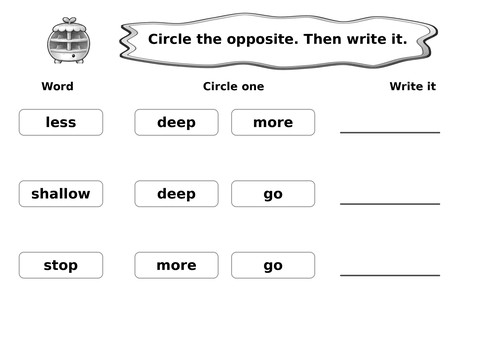 Circle the opposite. Then write it.
Word Circle one Write it
less deep more
shallow deep go
stop more go